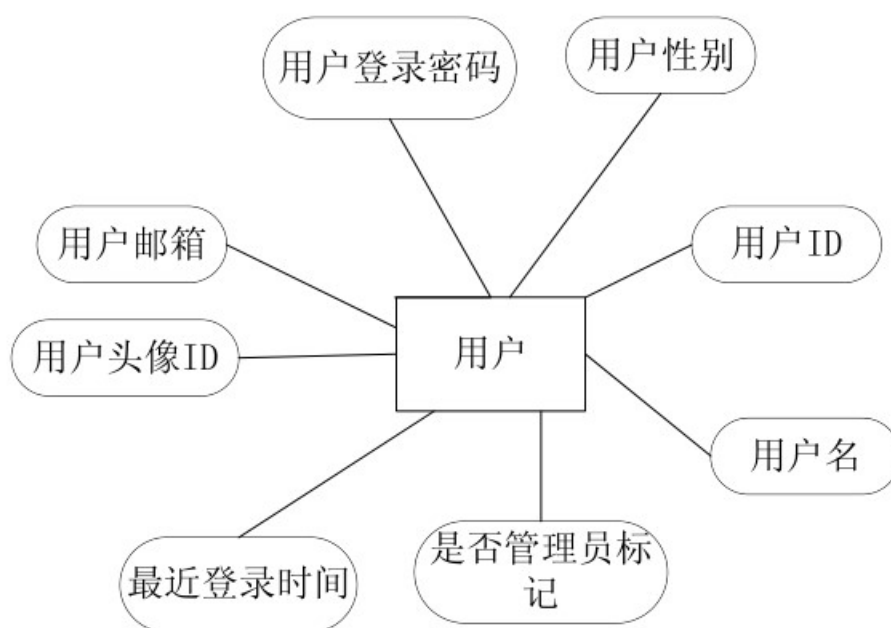 用户登录密码
用户性别
用户邮箱
用户ID
用户头像ID
用户
用户名
最近登录时间
是否管理员标
记